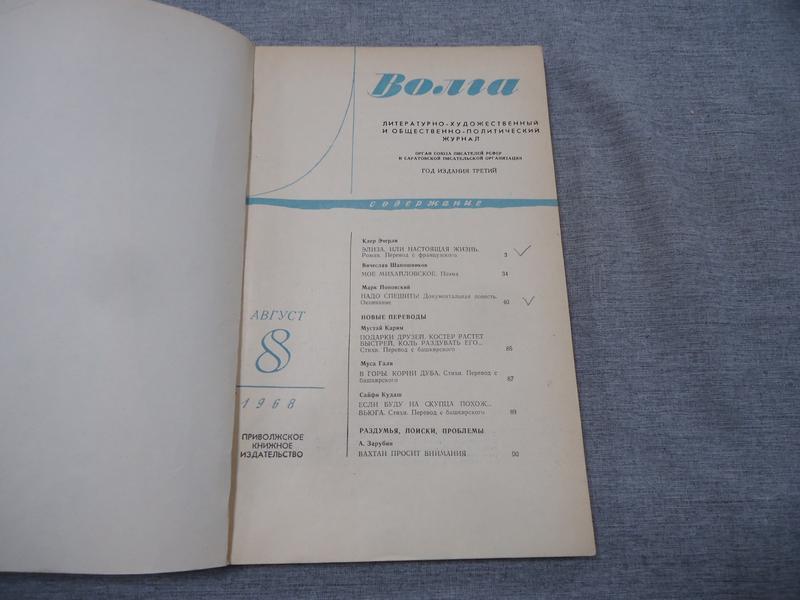 Волга
ЛИТЕРАТУРНО-ХУДОЖЕСТВЕННЫЙ
И ОБЩЕСТВЕННО-ПОЛИТИЧЕСКИЙ
ЖУРНАЛ
ОРГАН СОЮЗА ПИСАТЕЛЕЙ РСФСР
И САРАТОВСКОЙ ПИСАТЕЛЬСКОЙ ОРГАНИЗАЦИИ
ГОД ИЗДАНИЯ ТРЕТИЙ
содержание
Клер Эчерли
ЭЛИЗА, ИЛИ НАСТОЯЩАЯ ЖИЗНЬ.
Роман. Перевод с французского 3
Вячеслав Шапошников
МОЕ МИХАЙЛОВСКОЕ. Поэма 34
Марк Поповский
НАДО СПЕШИТЬ! Документальная повесть.
Окончание 40
НОВЫЕ ПЕРЕВОДЫ
Мустай Карим
ПОДАРКИ ДРУЗЕЙ. КОСТЕР РАСТЕТ
БЫСТРЕЙ, КОЛЬ РАЗДУВАТЬ ЕГО...
Стихи. Перевод с башкирского 86
Муса Гали
В ГОРЫ. КОРНИ ДУБА. Стихи. Перевод с
башкирского 87
Сайфи Кудаш
ЕСЛИ БУДУ НА СКУПЦА ПОХОЖ...
ВЬЮГА. Стихи. Перевод с башкирского 89
РАЗДУМЬЯ, ПОИСКИ, ПРОБЛЕМЫ
А. Зарубин
ВАХТАН ПРОСИТ ВНИМАНИЯ 90
АВГУСТ
8
1968
ПРИВОЛЖСКОЕ
КНИЖНОЕ
ИЗДАТЕЛЬСТВО